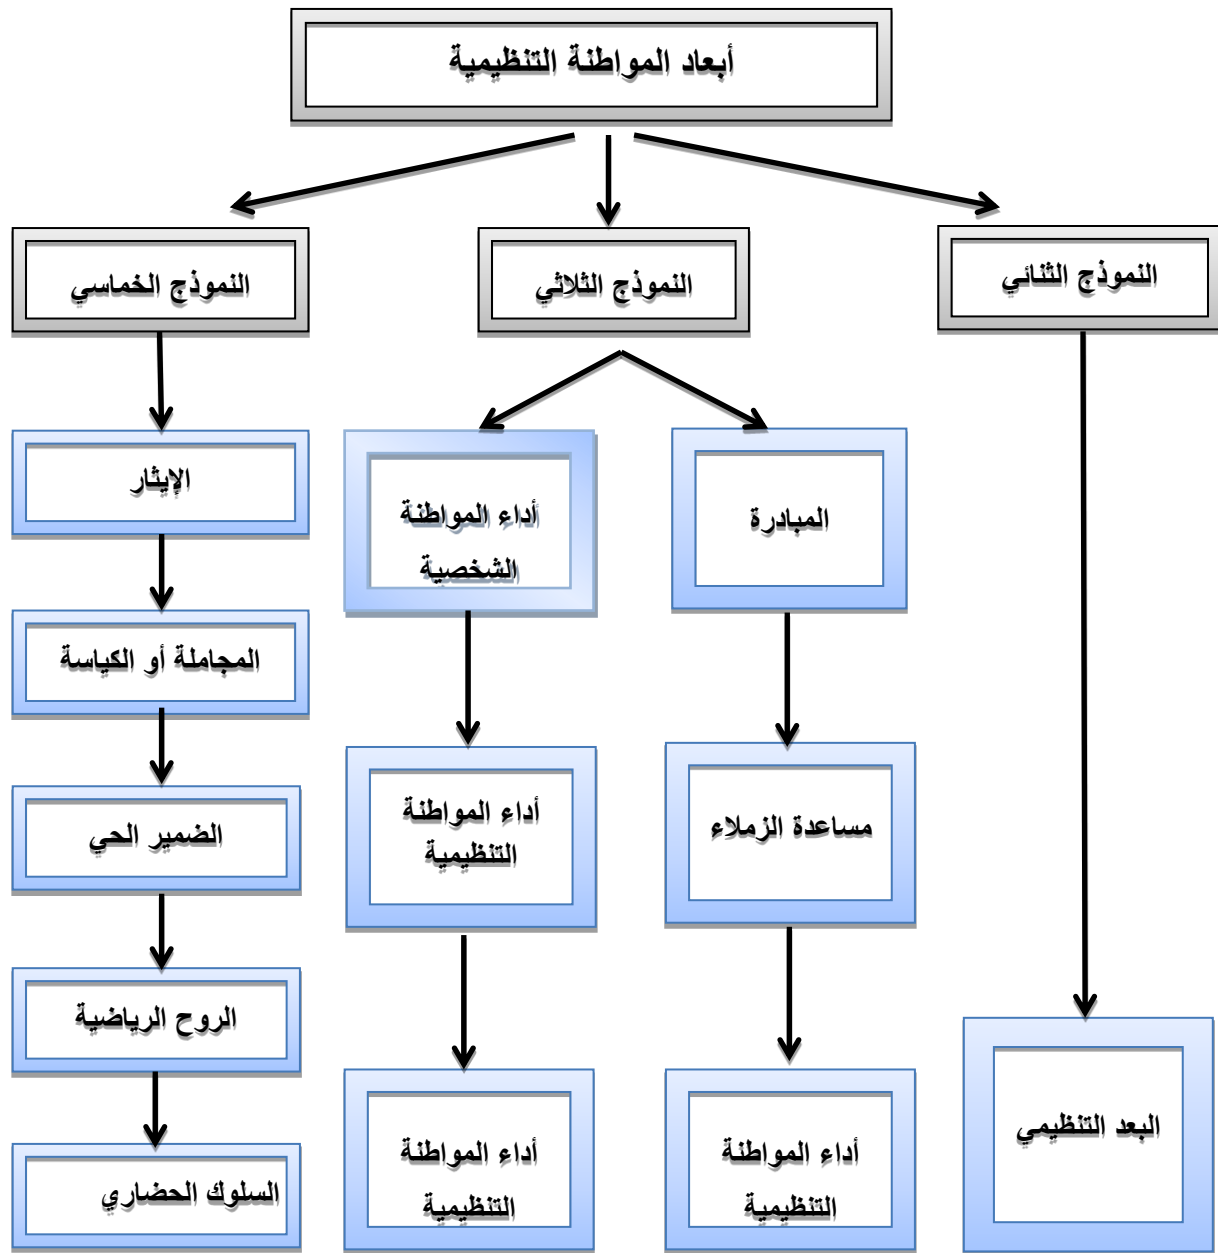 أبعاد المواطنة التنظيمية
النموذج الثنائي
النموذج الثلاثي
النموذج الخماسي
المبادرة
أداء المواطنة
الشخصية
الإيثار
المجاملة أو الكياسة
مساعدة الزملاء
أداء المواطنة
التنظيمية
الضمير الحي
الروح الرياضية
البعد التنظيمي
أداء المواطنة
التنظيمية
أداء المواطنة
التنظيمية
السلوك الحضاري